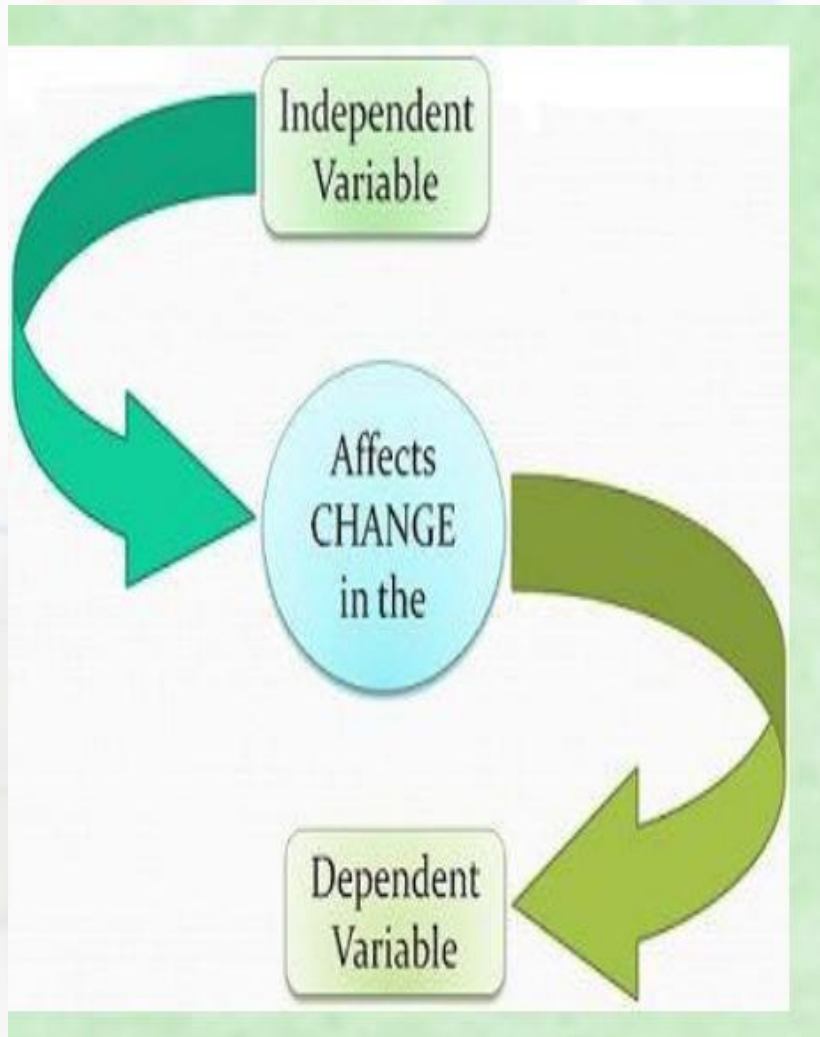 Independent
Variable
Affects
CHANGE
in the
Dependent
Variable